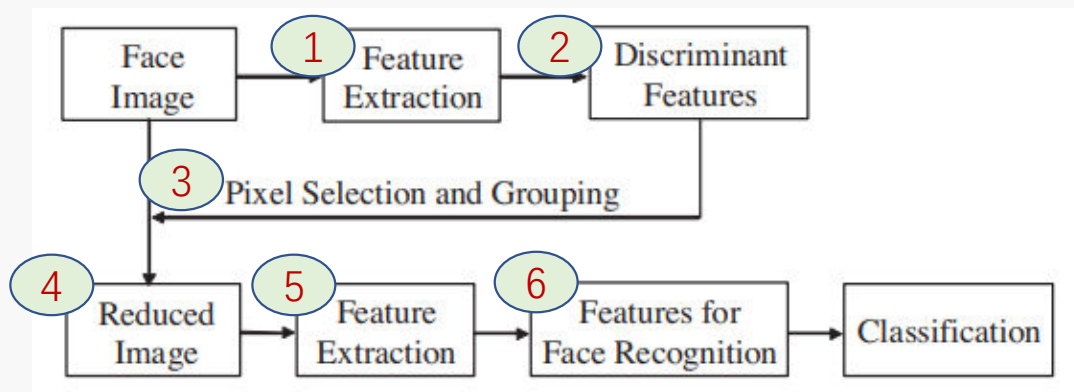 Face
Image
1
Feature
Extraction
2
Discriminant
Features
3
Pixel Selection and Grouping
4
Reduced
Image
5
Feature
Extraction
6
Features for
Face Recognition
Classification